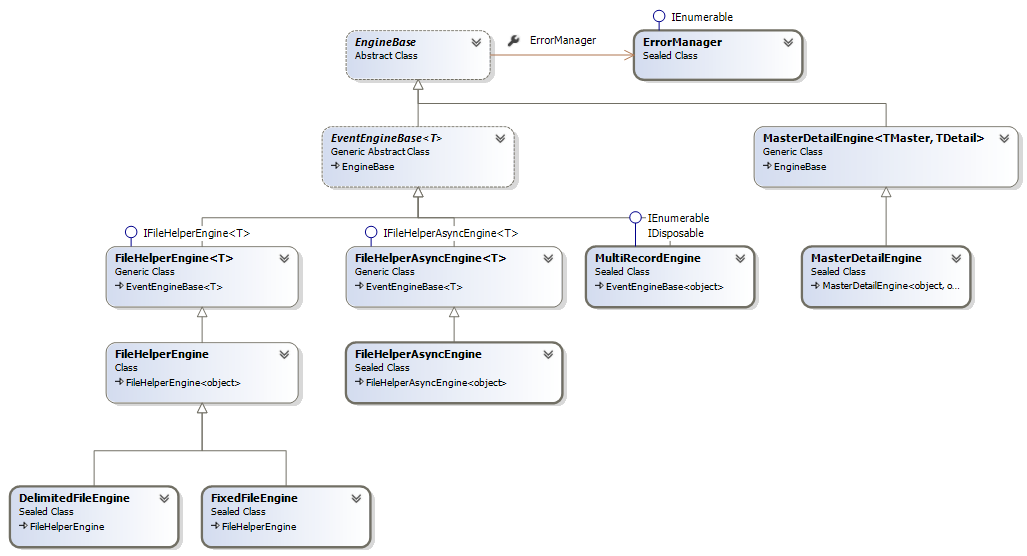 IEnumerable
EngineBase
Abstract Class
ErrorManager
ErrorManager
Sealed Class
EventEngineBase<T>
Generic Abstract Class
EngineBase
MasterDetailEngine<TMaster, TDetail>
Generic Class
EngineBase
IFileHelperEngine<T>
IFileHelperAsyncEngine<T>
IEnumerable
IDisposable
FileHelperEngine<T>
Generic Class
EventEngineBase<T>
FileHelperAsyncEngine<T>
Generic Class
EventEngineBase<T>
MultiRecordEngine
Sealed Class
EventEngineBase<object>
MasterDetailEngine
Sealed Class
MasterDetailEngine<object, o...
FileHelperEngine
Class
FileHelperEngine<object>
FileHelperAsyncEngine
Sealed Class
FileHelperAsyncEngine<object>
DelimitedFileEngine
Sealed Class
FileHelperEngine
FixedFileEngine
Sealed Class
FileHelperEngine